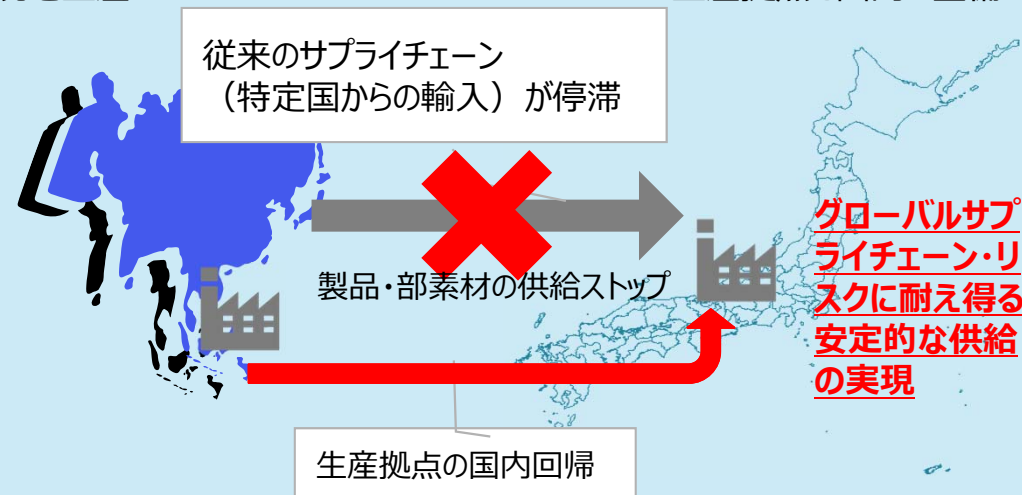 従来のサプライチェーン
（特定国からの輸入）が停滞
製品・部素材の供給ストップ
グローバルサプ
ライチェーン・リ
スクに耐え得る
安定的な供給
の実現
生産拠点の国内回帰